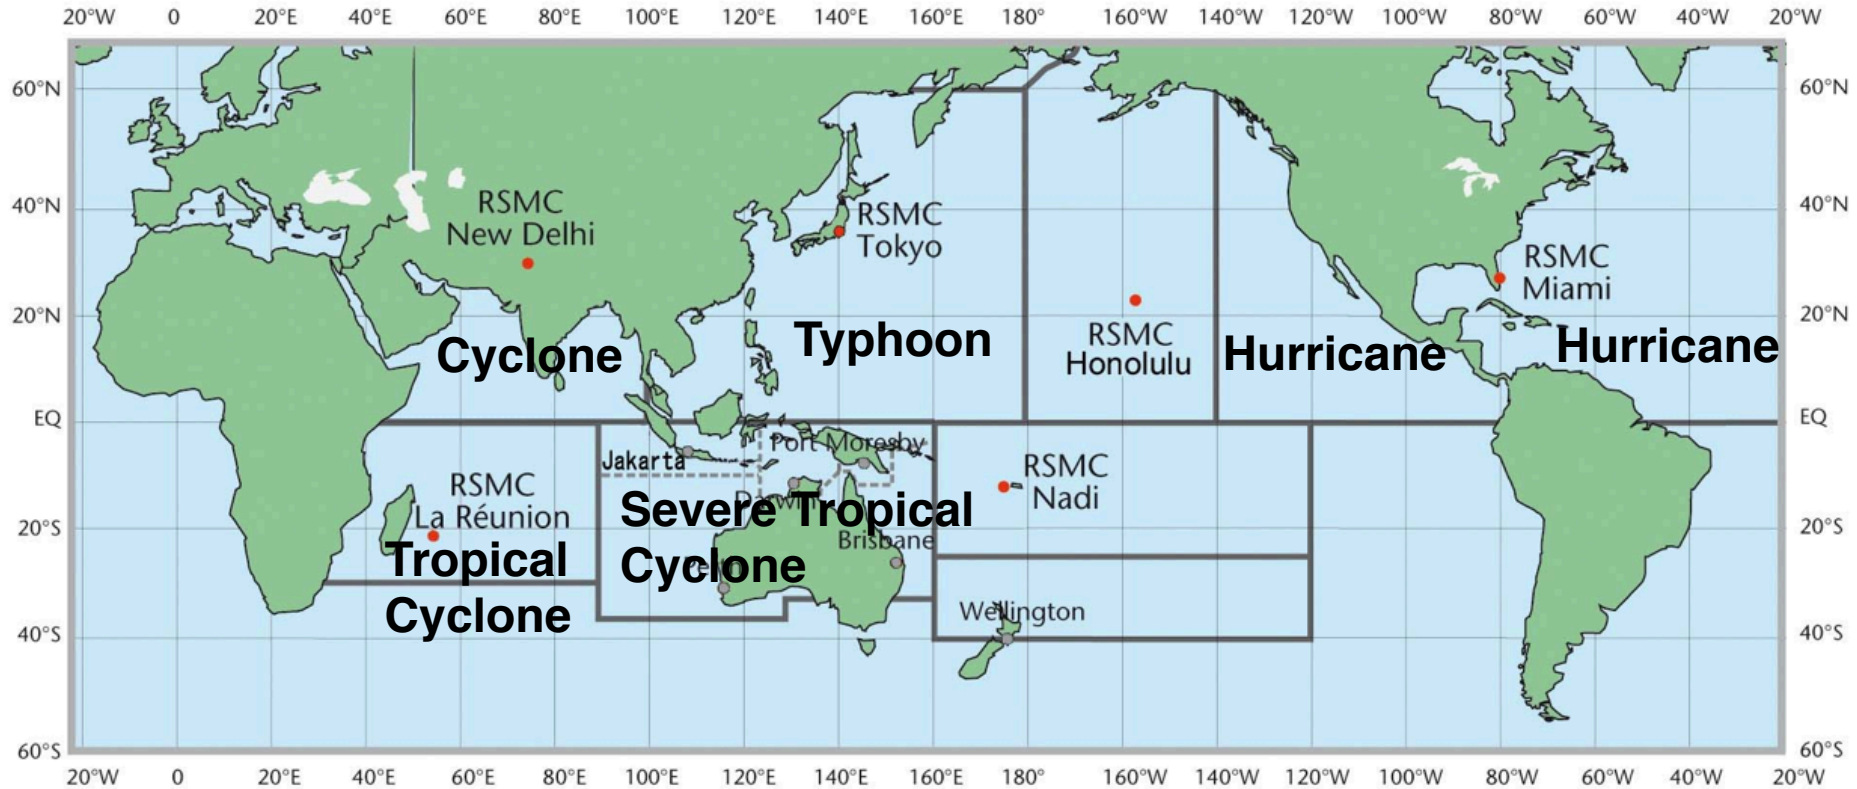 20°W 0 20°E 40°E 60°E 80°E 100°E 120°E 140°E 160°E 180° 160°W 140°W 120°W 100°W 80°W 60°W 40°W 20°W
60°N 60°N
RSMC
New Delhi
40°N 40°N
RSMC
Tokyo
RSMC
Miami
20°N 20°N
Cyclone
Typhoon
RSMC
Honolulu
Hurricane
Hurricane
EQ EQ
Jakarta
Port Moresby
RSMC
Nadi
RSMC
La Réunion
Darwin
Severe Tropical
Cyclone
20°S 20°S
Brisbane
Perth
Tropical
Cyclone
Wellington
40°S 40°S
60°S 60°S
20°W 0 20°E 40°E 60°E 80°E 100°E 120°E 140°E 160°E 180° 160°W 140°W 120°W 100°W 80°W 60°W 40°W 20°W